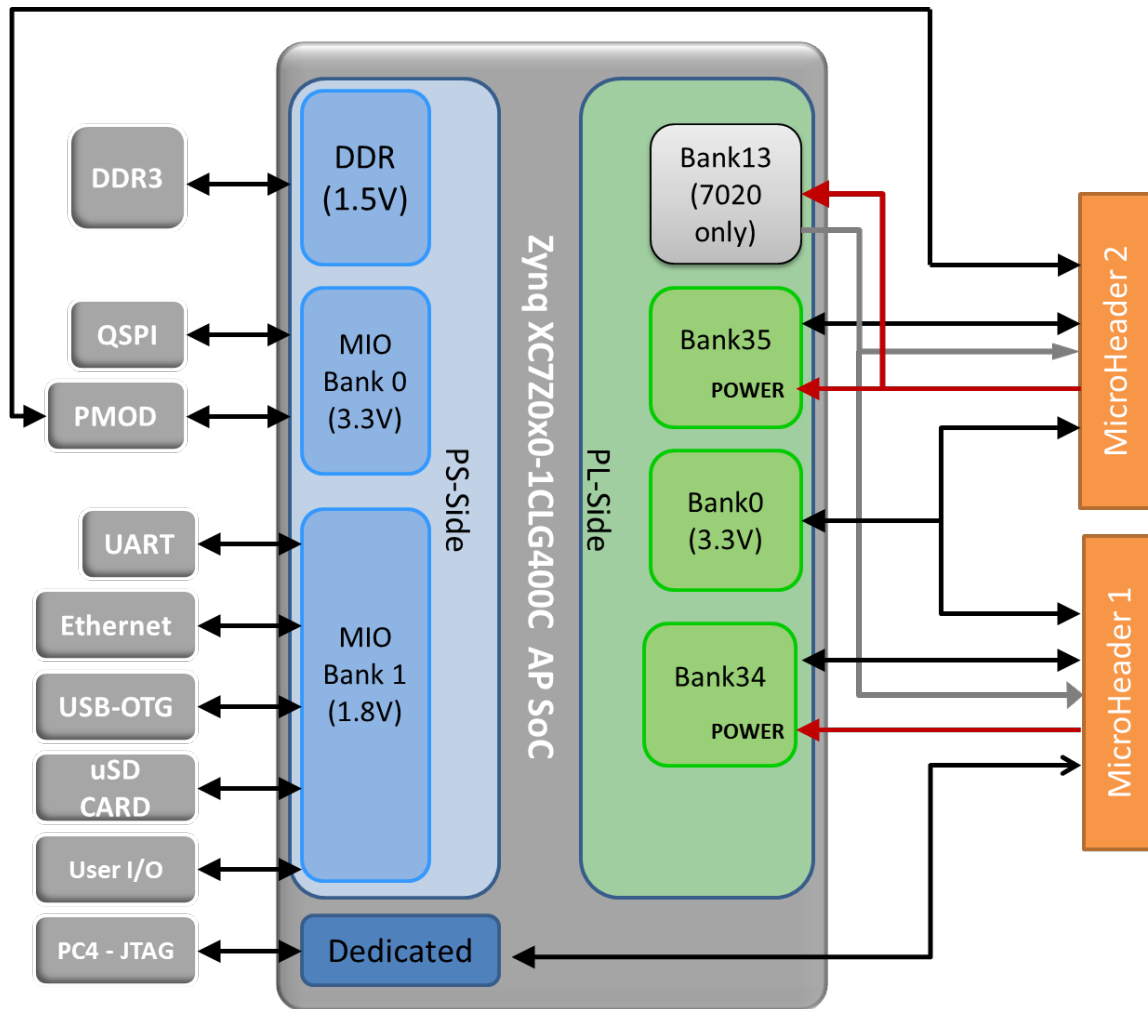 DDR3
QSPI
PMOD
UART
Ethernet
USB-OTG
uSD
CARD
User I/O
PC4 - JTAG
DDR
(1.5V)
MIO
Bank 0
(3.3V)
MIO
Bank 1
(1.8V)
Dedicated
PS-Side
Zynq XC7Z0x0-1CLG400C AP SoC
PL-Side
Bank13
(7020
only)
Bank35
POWER
Bank0
(3.3V)
Bank34
POWER
MicroHeader 2
MicroHeader 1